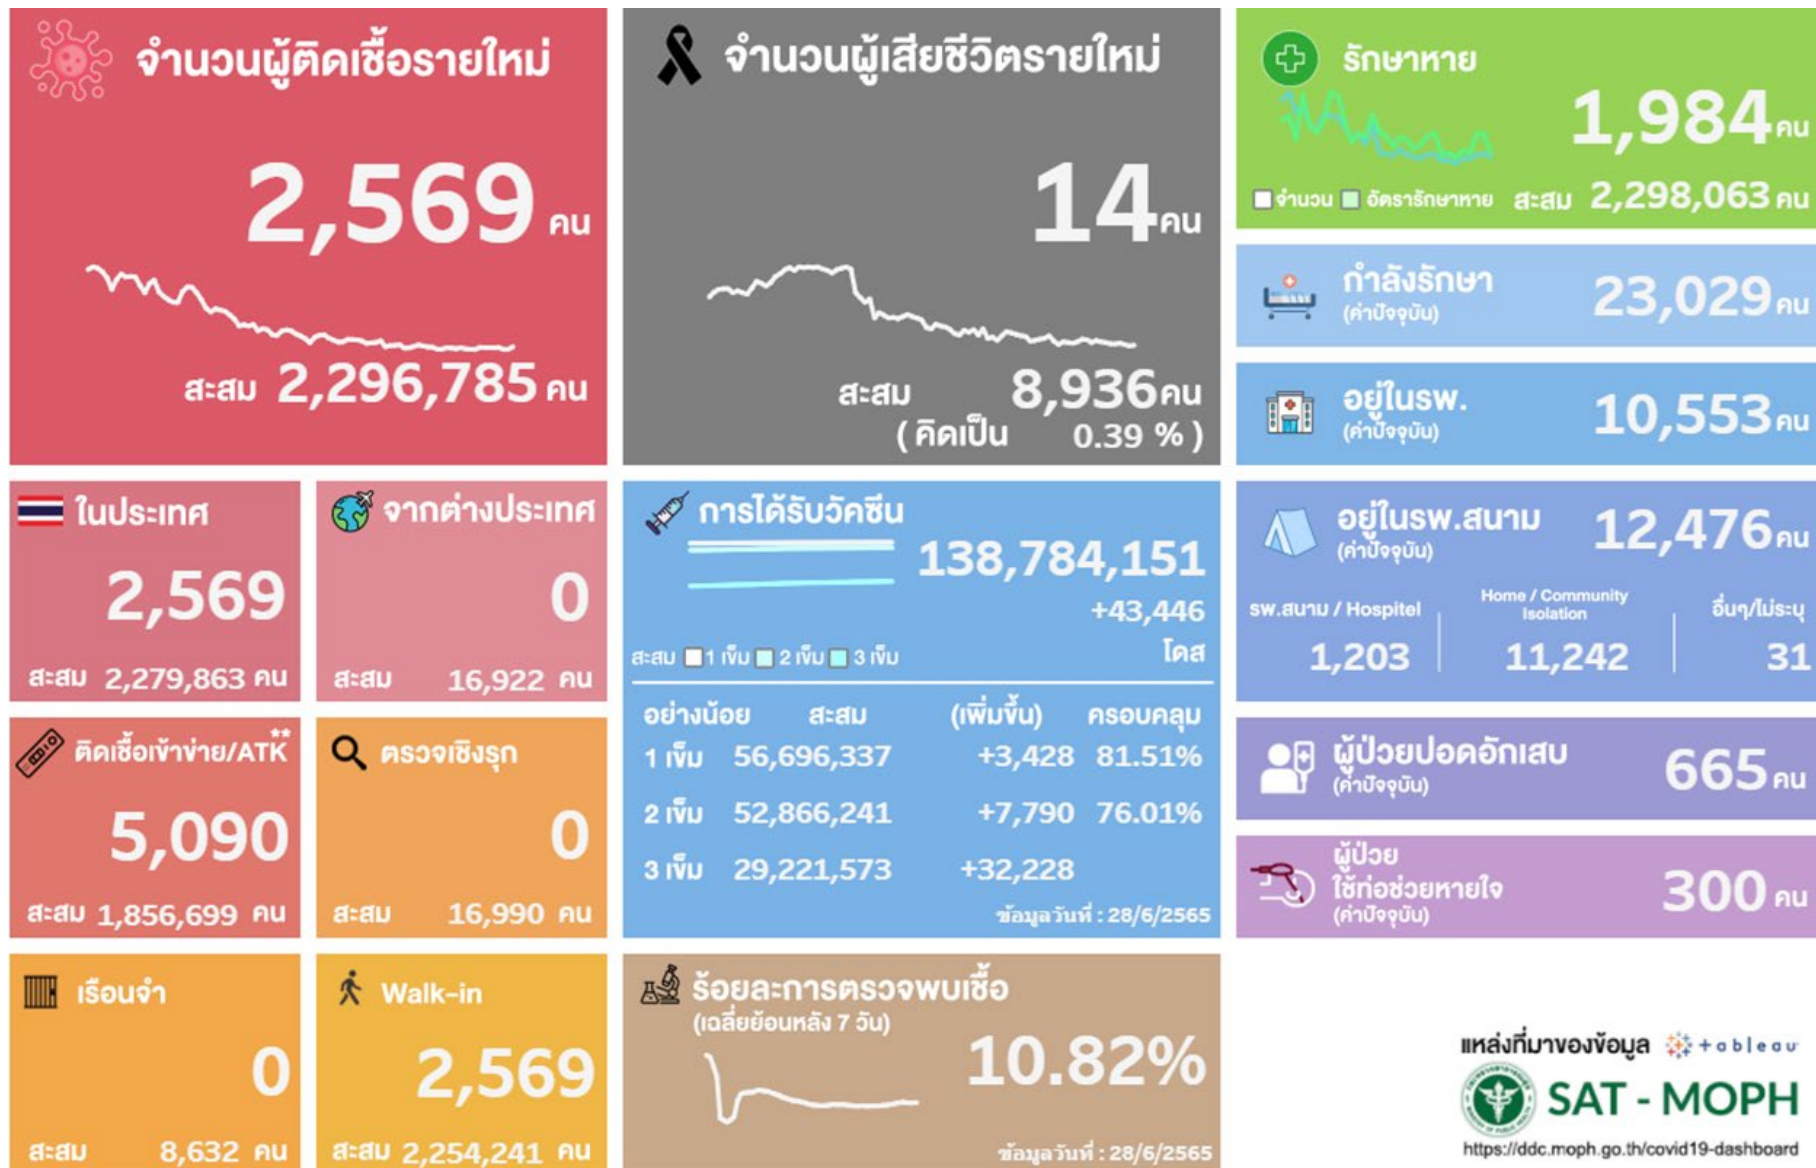 จำนวนผู้ติดเชื้อรายใหม่
2,569 คน
สะสม 2,296,785 คน
จำนวนผู้เสียชีวิตรายใหม่
14 คน
สะสม 8,936 คน
( คิดเป็น 0.39 % )
รักษาหาย
1,984 คน
จำนวน อัตรารักษาหาย สะสม 2,298,063 คน
กำลังรักษา
(ค่าปัจจุบัน)
23,029 คน
อยู่ในรพ.
(ค่าปัจจุบัน)
10,553 คน
ในประเทศ
2,569
สะสม 2,279,863 คน
จากต่างประเทศ
0
สะสม 16,922 คน
การได้รับวัคซีน
138,784,151
+43,446
สะสม 1 เข็ม 2 เข็ม 3 เข็ม โดส
อย่างน้อย สะสม (เพิ่มขึ้น) ครอบคลุม
1 เข็ม 56,696,337 +3,428 81.51%
2 เข็ม 52,866,241 +7,790 76.01%
3 เข็ม 29,221,573 +32,228
ข้อมูลวันที่ : 28/6/2565
อยู่ในรพ.สนาม
(ค่าปัจจุบัน)
12,476 คน
รพ.สนาม / Hospitel
1,203
Home / Community
Isolation
11,242
อื่นๆ/ไม่ระบุ
31
ติดเชื้อเข้าข่าย/ATK**
5,090
สะสม 1,856,699 คน
ตรวจเชิงรุก
0
สะสม 16,990 คน
ผู้ป่วยปอดอักเสบ
(ค่าปัจจุบัน)
665 คน
ผู้ป่วย
ใช้ท่อช่วยหายใจ
(ค่าปัจจุบัน)
300 คน
เรือนจำ
0
สะสม 8,632 คน
Walk-in
2,569
สะสม 2,254,241 คน
ร้อยละการตรวจพบเชื้อ
(เฉลี่ยย้อนหลัง 7 วัน)
10.82%
ข้อมูลวันที่ : 28/6/2565
แหล่งที่มาของข้อมูล +ableau
SAT - MOPH
https://ddc.moph.go.th/covid19-dashboard